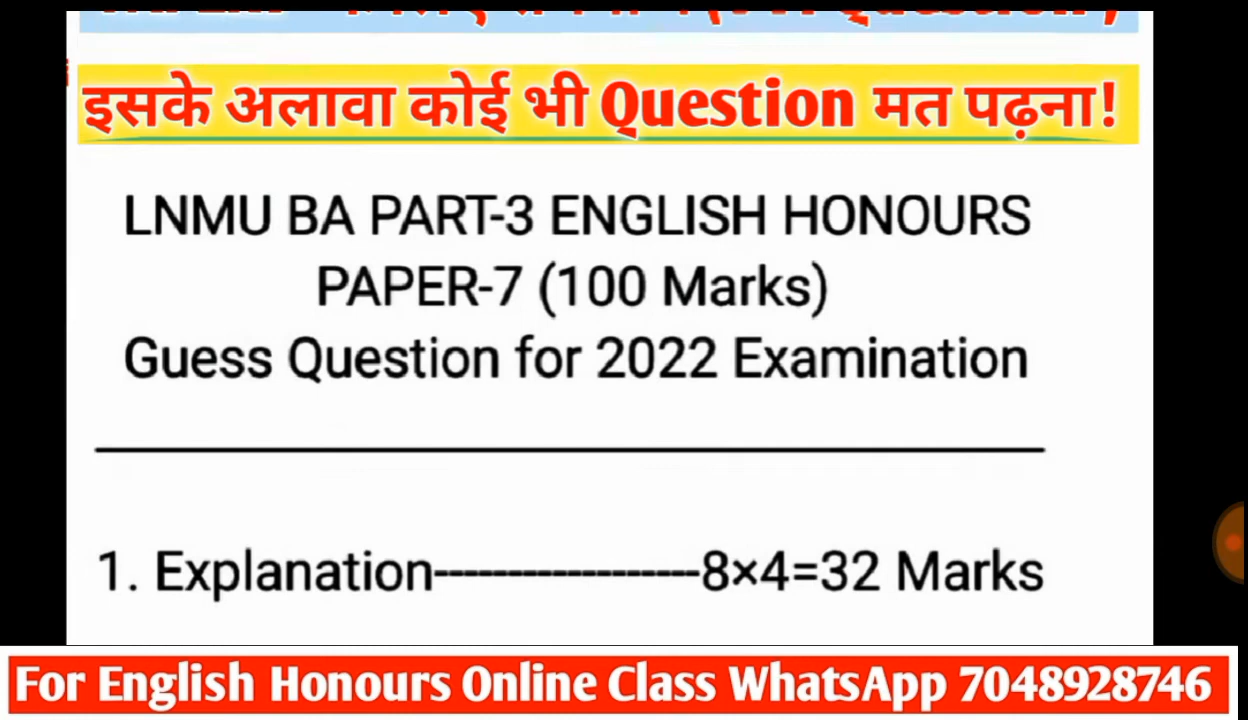 इसके अलावा कोई भी Question मत पढ़ना!
LNMU BA PART-3 ENGLISH HONOURS
PAPER-7 (100 Marks)
Guess Question for 2022 Examination
1. Explanation------------------8×4=32 Marks
For English Honours Online Class WhatsApp 7048928746